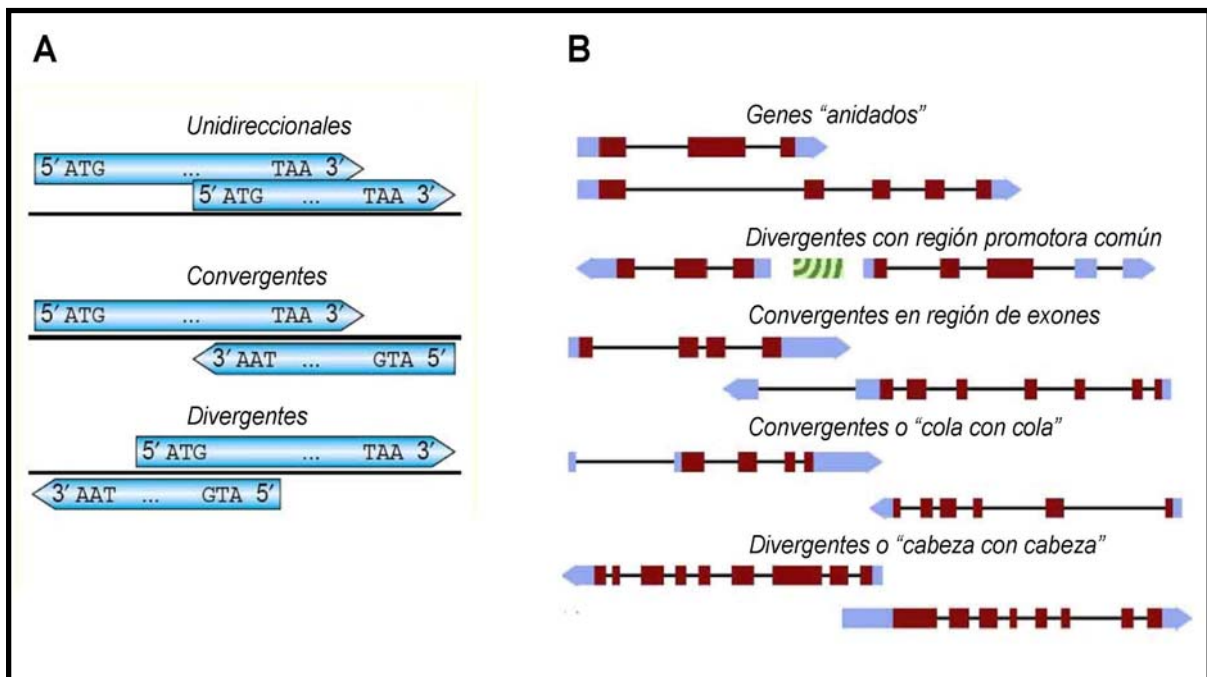 A
Unidireccionales
5′ ATG ... TAA 3′
5′ ATG ... TAA 3′
Convergentes
5′ ATG ... TAA 3′
3′ AAT ... GTA 5′
Divergentes
5′ ATG ... TAA 3′
3′ AAT ... GTA 5′
B
Genes “anidados”
Divergentes con región promotora común
Convergentes en región de exones
Convergentes o “cola con cola”
Divergentes o “cabeza con cabeza”